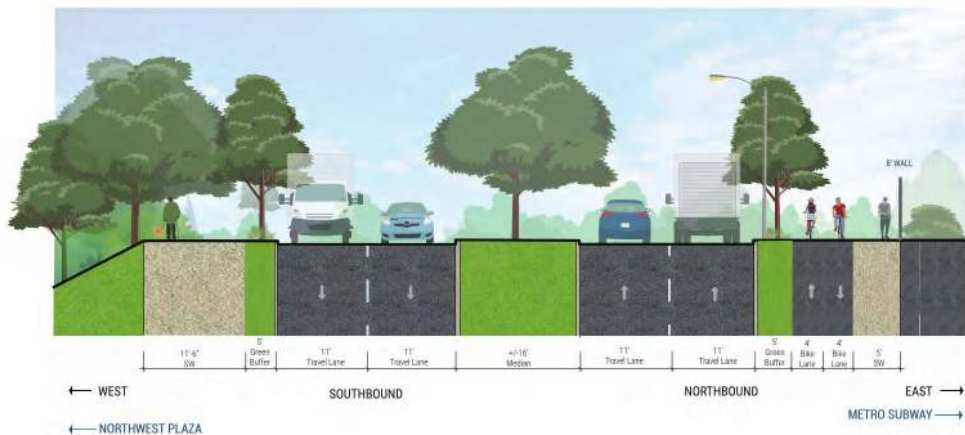 8' WALL
11'-6"
SW
5'
Green
Buffer
11'
Travel Lane
11'
Travel Lane
+/-16'
Median
11'
Travel Lane
11'
Travel Lane
5'
Green
Buffer
4'
Bike
Lane
4'
Bike
Lane
5'
SW
WEST
SOUTHBOUND
NORTHBOUND
EAST
METRO SUBWAY
NORTHWEST PLAZA